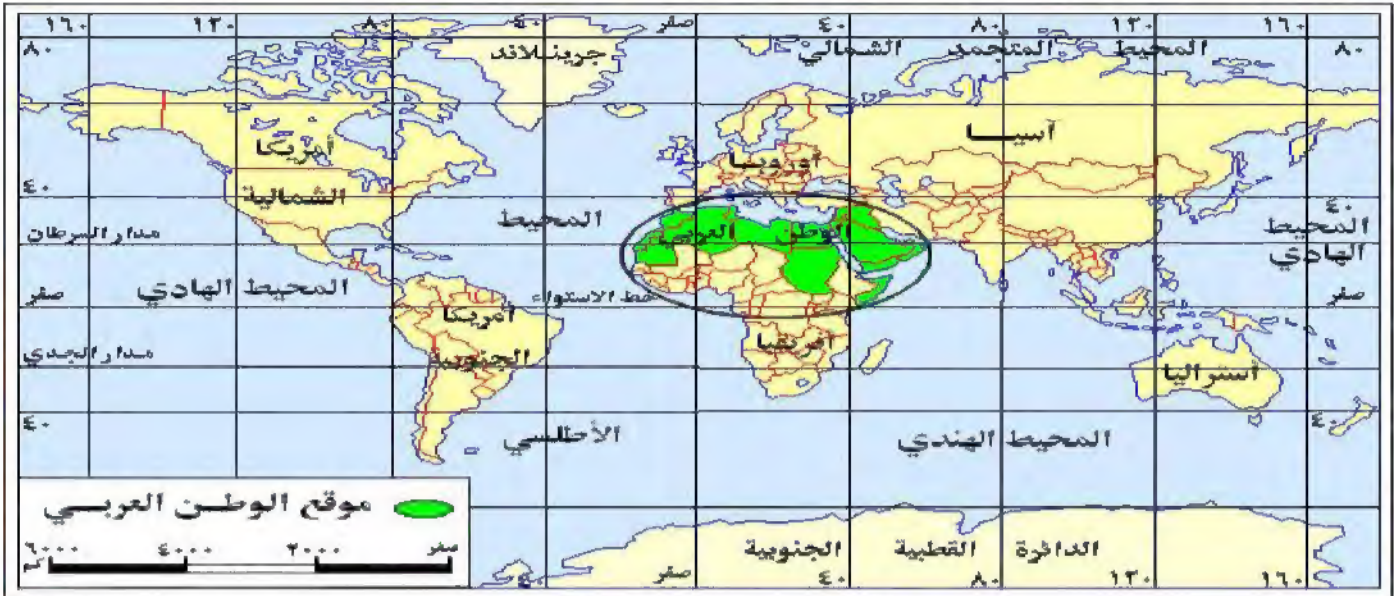 ١٦٠ ١٢٠ ٨٠ ٤٠ صفر ٤٠ ٨٠ ١٢٠ ١٦٠
٨٠ جرينلاند المحيط المتجمد الشمالي ٨٠
آسيا
أمريكا
أوروبا
٤٠ الشمالية ٤٠
المحيط
الوطن العربي
المحيط
الهادي
مدار السرطان
المحيط الهادي
صفر خط الاستواء صفر
أمريكا
الجنوبية
أفريقيا
مدار الجدي
أستراليا
٤٠ ٤٠
الأطلسي
المحيط الهندي
موقع الوطن العربي
صفر ٢٠٠٠ ٤٠٠٠ ٦٠٠٠
كم
الدائرة القطبية الجنوبية
صفر ٤٠ ٨٠ ١٢٠ ١٦٠